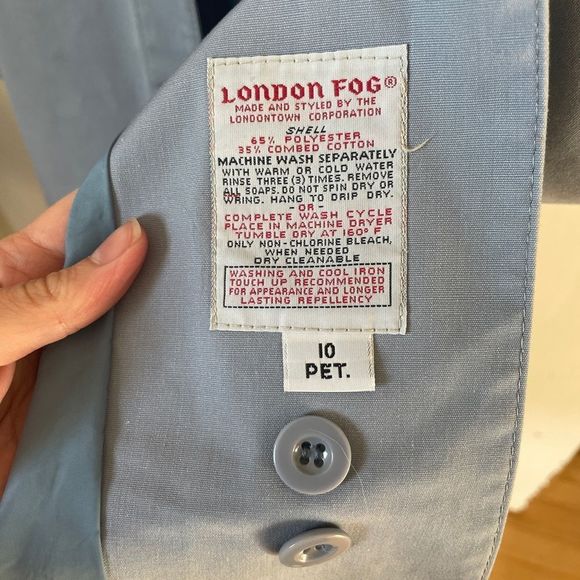 LONDON FOG®
MADE AND STYLED BY THE
LONDONTOWN CORPORATION
SHELL
65% POLYESTER
35% COMBED COTTON
MACHINE WASH SEPARATELY
WITH WARM OR COLD WATER
RINSE THREE (3) TIMES. REMOVE
ALL SOAPS. DO NOT SPIN DRY OR
WRING. HANG TO DRIP DRY.
-OR-
COMPLETE WASH CYCLE
PLACE IN MACHINE DRYER
TUMBLE DRY AT 160° F
ONLY NON-CHLORINE BLEACH,
WHEN NEEDED
DRY CLEANABLE
WASHING AND COOL IRON
TOUCH UP RECOMMENDED
FOR APPEARANCE AND LONGER
LASTING REPELLENCY
10
PET.